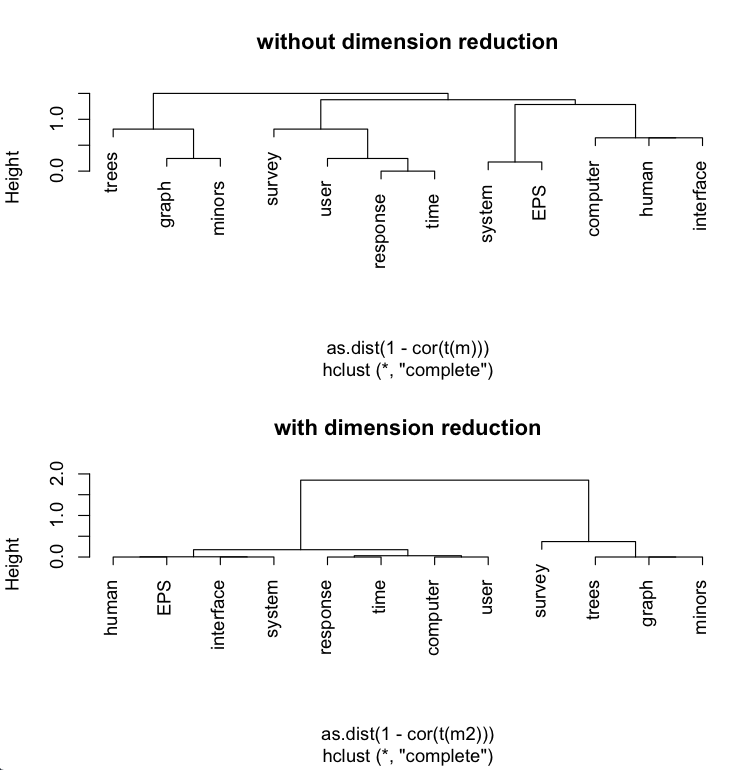 without dimension reduction
Height
0.0
1.0
trees
graph
minors
survey
user
response
time
system
EPS
computer
human
interface
as.dist(1 - cor(t(m)))
hclust (*, "complete")
with dimension reduction
Height
0.0
1.0
2.0
human
EPS
interface
system
response
time
computer
user
survey
trees
graph
minors
as.dist(1 - cor(t(m2)))
hclust (*, "complete")